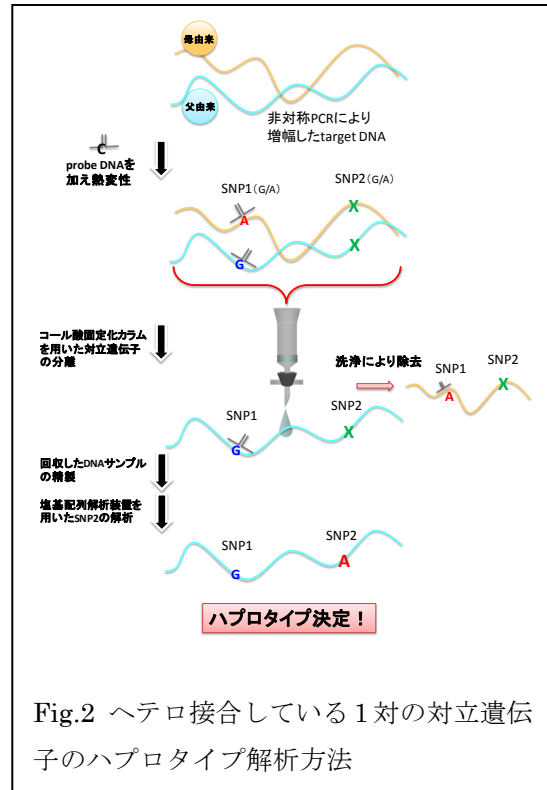 母由来
父由来
非対称PCRにより
増幅したtarget DNA
C
probe DNAを
加え熱変性
SNP1(G/A)
SNP2(G/A)
A
X
G
X
コール酸固定化カラム
を用いた対立遺伝子
の分離
洗浄により除去
SNP1
SNP2
A
X
SNP1
SNP2
G
X
回収したDNAサンプル
の精製
塩基配列解析装置を
用いたSNP2の解析
SNP1
SNP2
G
A
ハプロタイプ決定！
Fig.2 ヘテロ接合している1対の対立遺伝
子のハプロタイプ解析方法